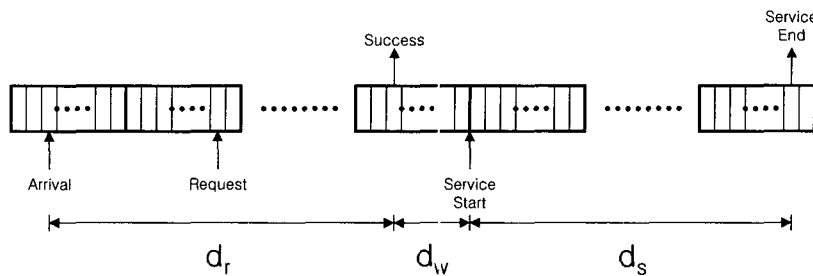 Service
End
Success
Arrival
Request
Service
Start
dr
dw
ds